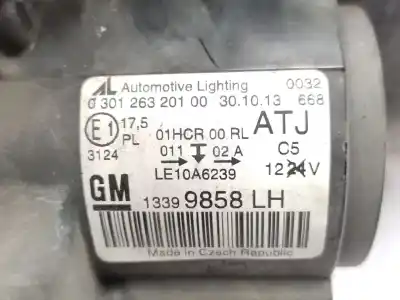 AL Automotive Lighting 0032
0 301 263 201 00 30.10.13 668
E1 17,5 01HCR 00 RL ATJ
PL 011 02 A C5
3124 LE10A6239 12 24V
GM 1339 9858 LH
Made in Czech Republic